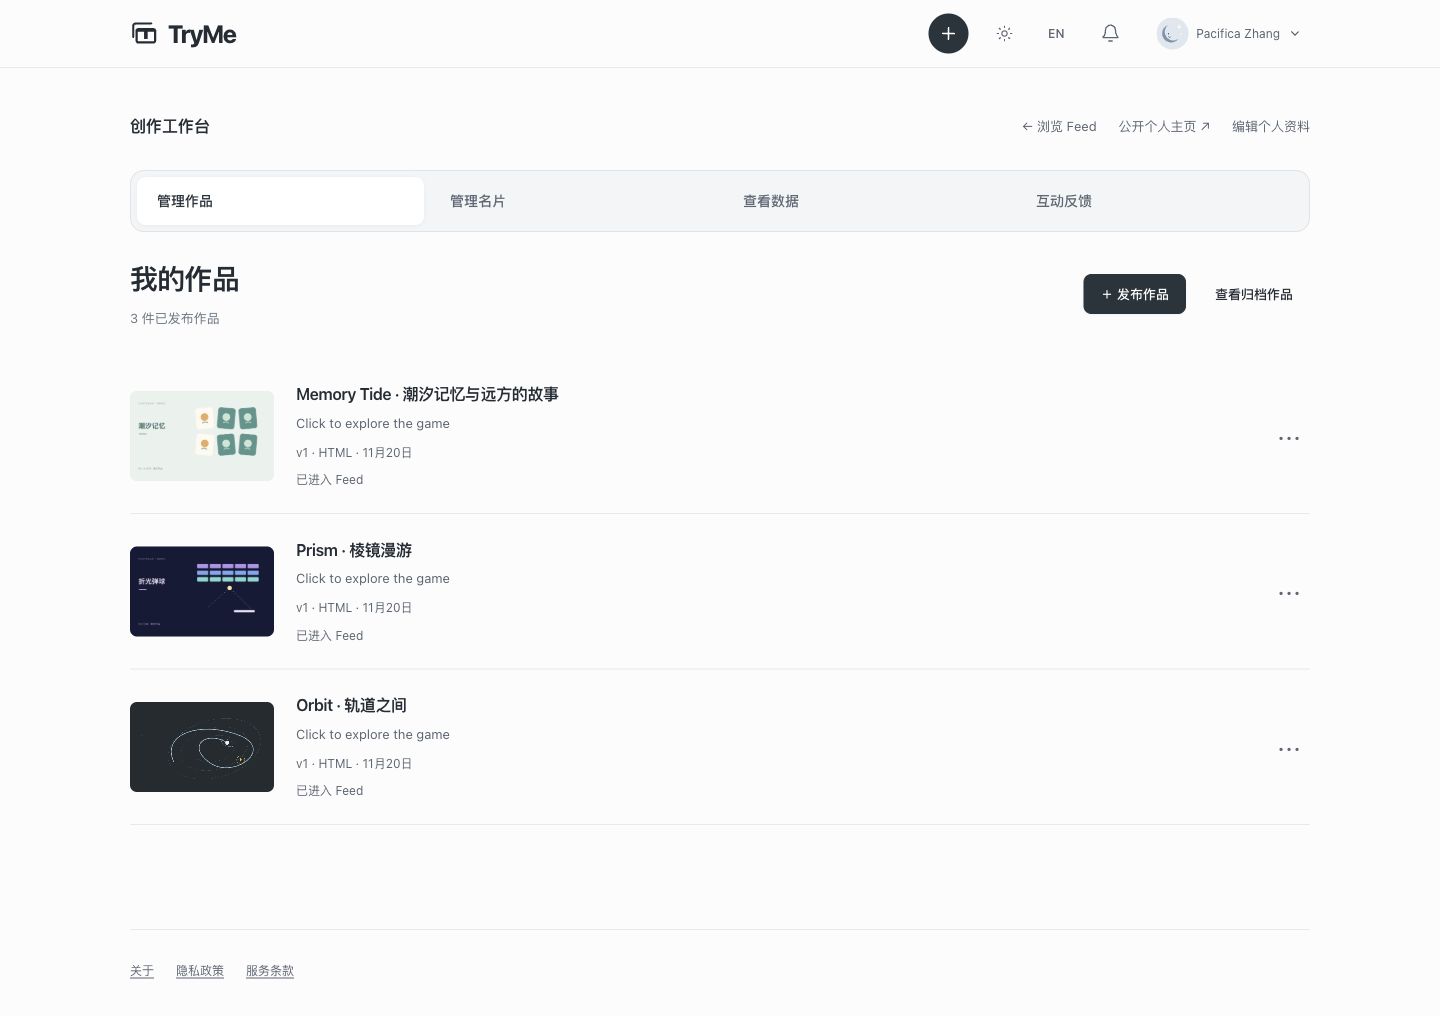 TryMe
EN
Pacifica Zhang
创作工作台
← 浏览 Feed
公开个人主页 ↗
编辑个人资料
管理作品
管理名片
查看数据
互动反馈
我的作品
3 件已发布作品
+ 发布作品
查看归档作品
潮汐记忆
Memory Tide · 潮汐记忆与远方的故事
Click to explore the game
v1 · HTML · 11月20日
已进入 Feed
折光弹球
Prism · 棱镜漫游
Click to explore the game
v1 · HTML · 11月20日
已进入 Feed
Orbit · 轨道之间
Click to explore the game
v1 · HTML · 11月20日
已进入 Feed
关于
隐私政策
服务条款